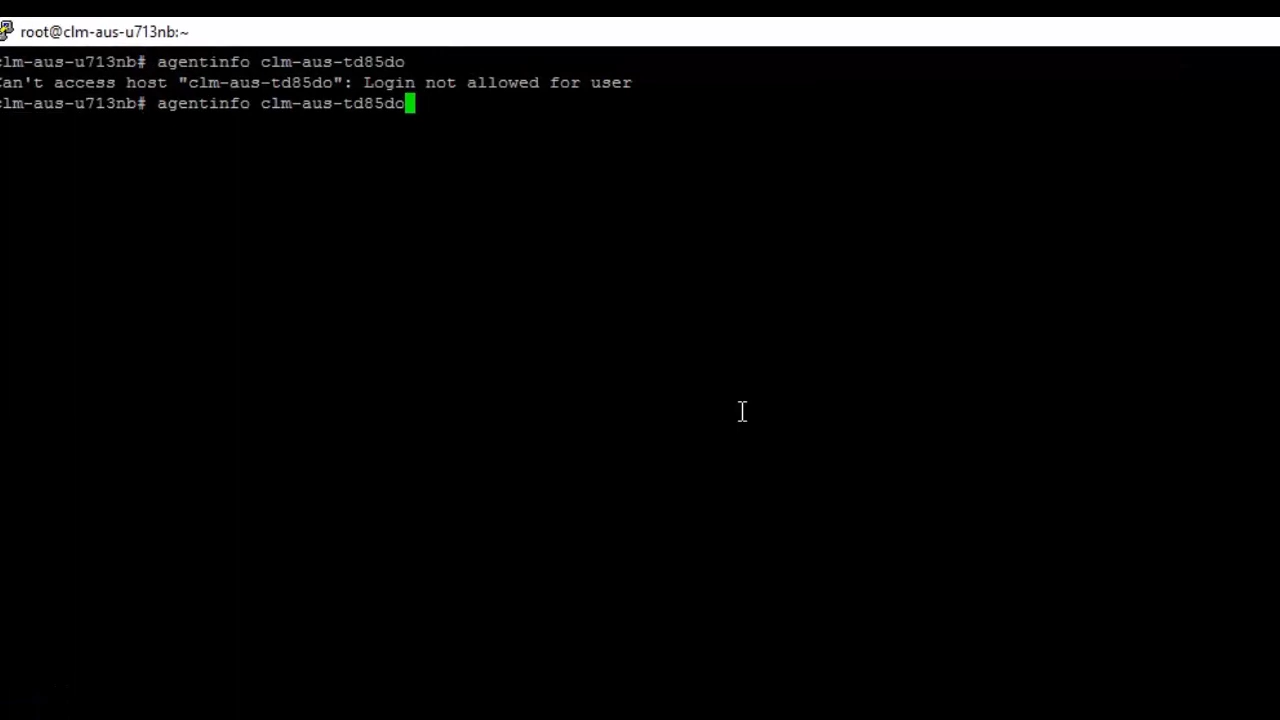 root@clm-aus-u713nb:~
clm-aus-u713nb# agentinfo clm-aus-td85do
Can't access host "clm-aus-td85do": Login not allowed for user
clm-aus-u713nb# agentinfo clm-aus-td85do